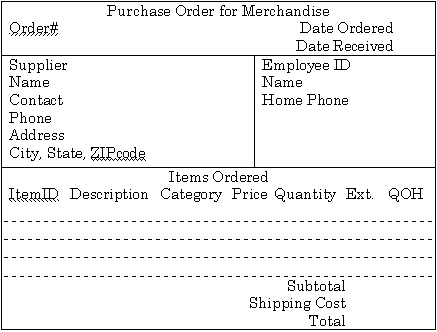 Purchase Order for Merchandise
Order# Date Ordered
Date Received
Supplier
Name
Contact
Phone
Address
City, State, ZIPcode
Employee ID
Name
Home Phone
Items Ordered
ItemID Description Category Price Quantity Ext. QOH
Subtotal
Shipping Cost
Total